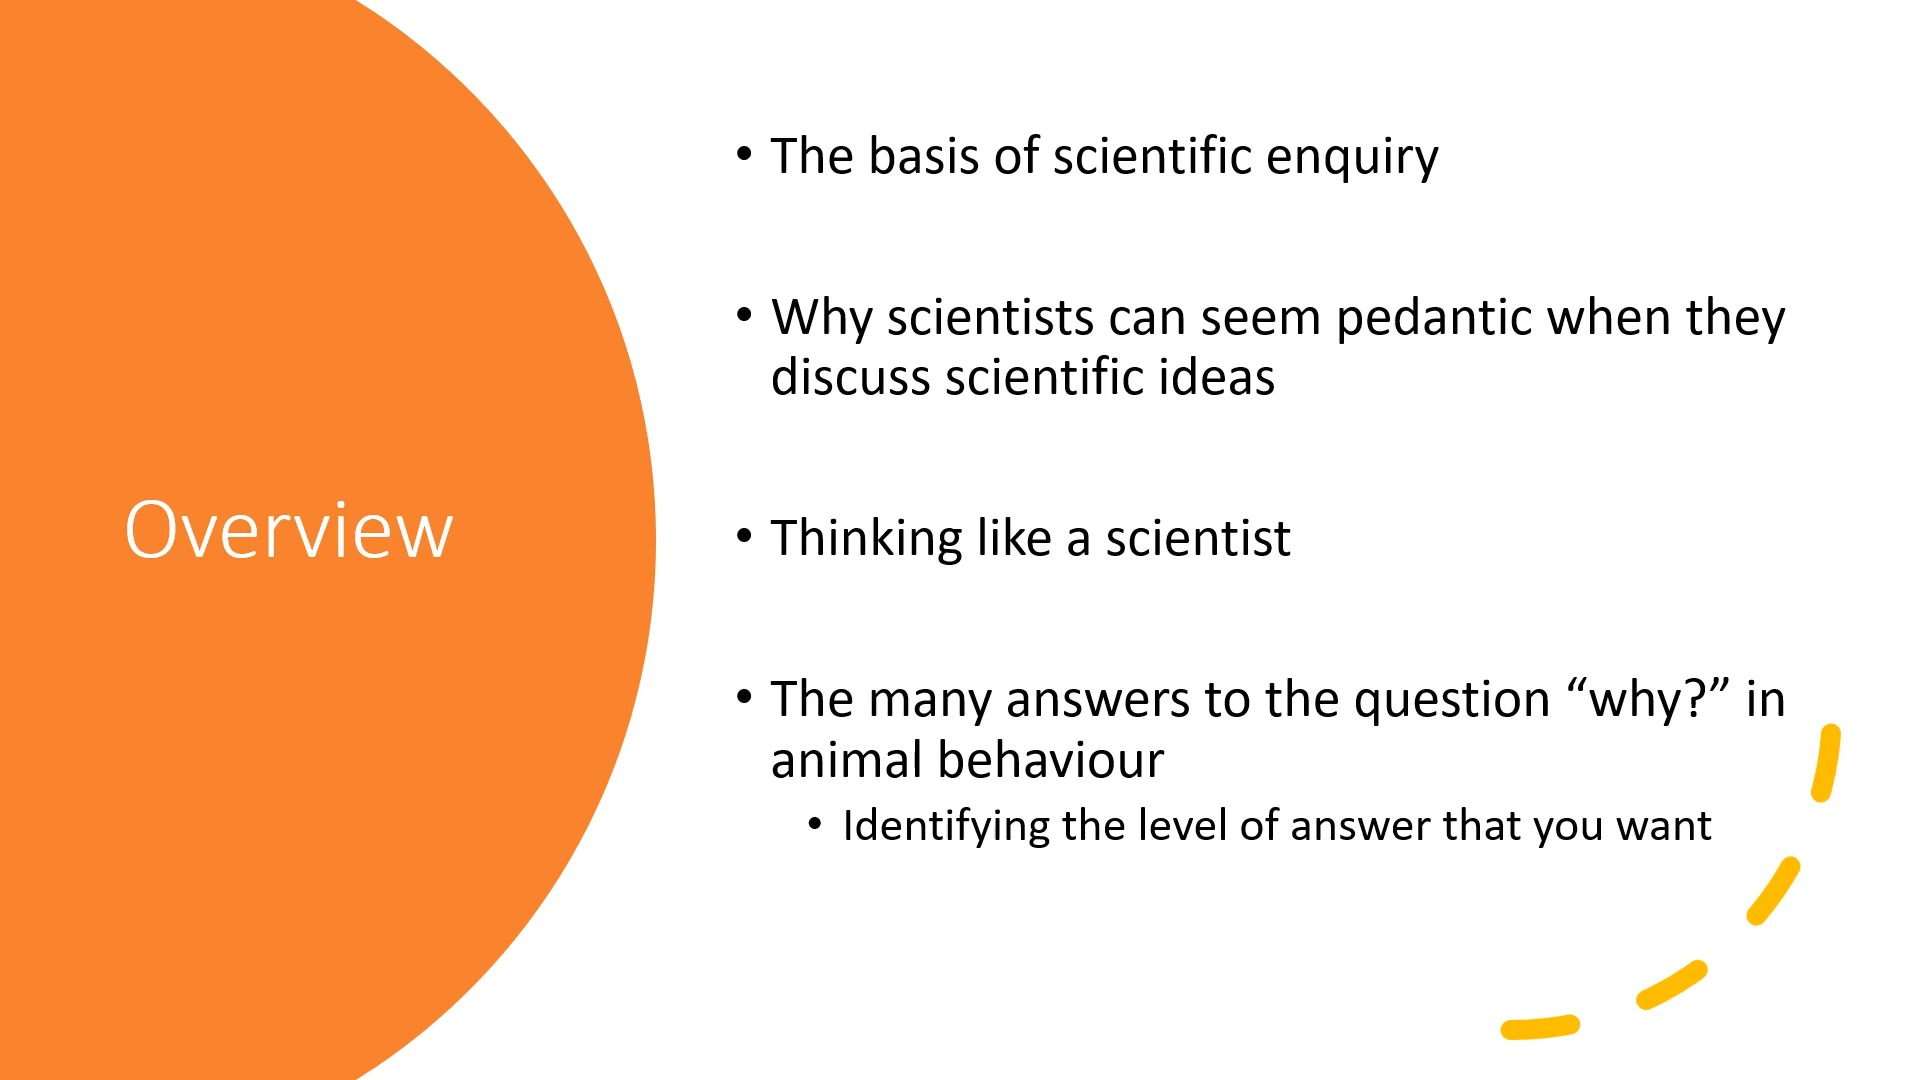 Overview
• The basis of scientific enquiry
• Why scientists can seem pedantic when they
discuss scientific ideas
• Thinking like a scientist
• The many answers to the question “why?” in
animal behaviour
• Identifying the level of answer that you want